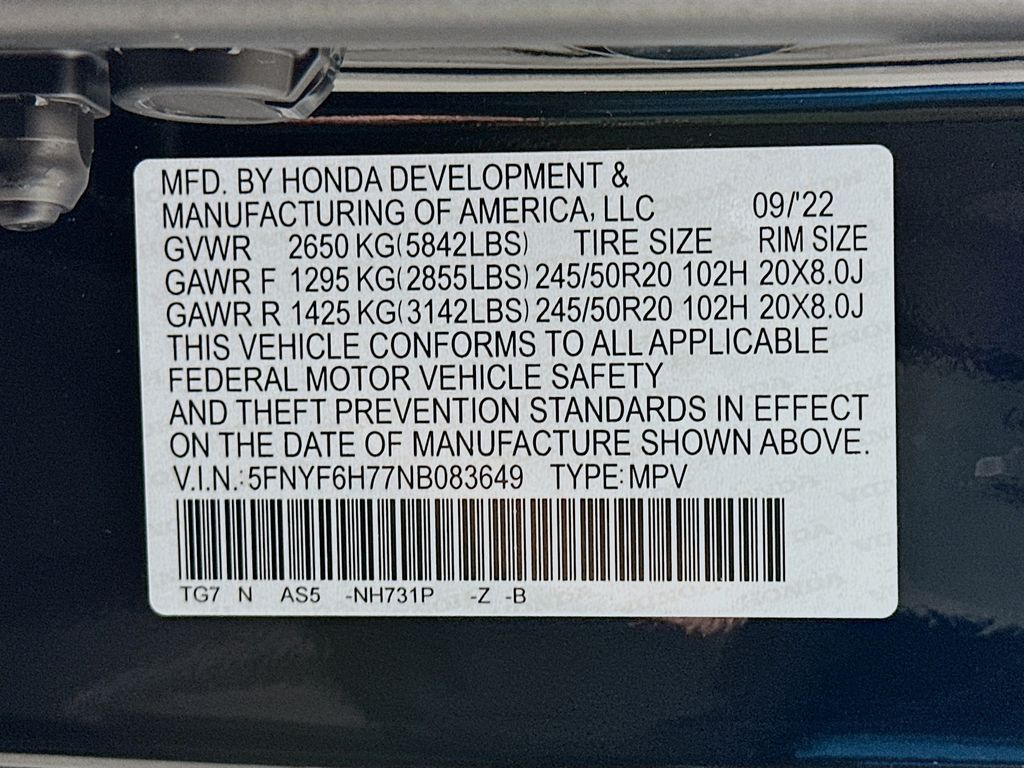 MFD. BY HONDA DEVELOPMENT &
MANUFACTURING OF AMERICA, LLC 09/'22
GVWR 2650 KG(5842LBS) TIRE SIZE RIM SIZE
GAWR F 1295 KG(2855LBS) 245/50R20 102H 20X8.0J
GAWR R 1425 KG(3142LBS) 245/50R20 102H 20X8.0J
THIS VEHICLE CONFORMS TO ALL APPLICABLE
FEDERAL MOTOR VEHICLE SAFETY
AND THEFT PREVENTION STANDARDS IN EFFECT
ON THE DATE OF MANUFACTURE SHOWN ABOVE.
V.I.N.: 5FNYF6H77NB083649 TYPE: MPV
TG7 N AS5 -NH731P -Z -B